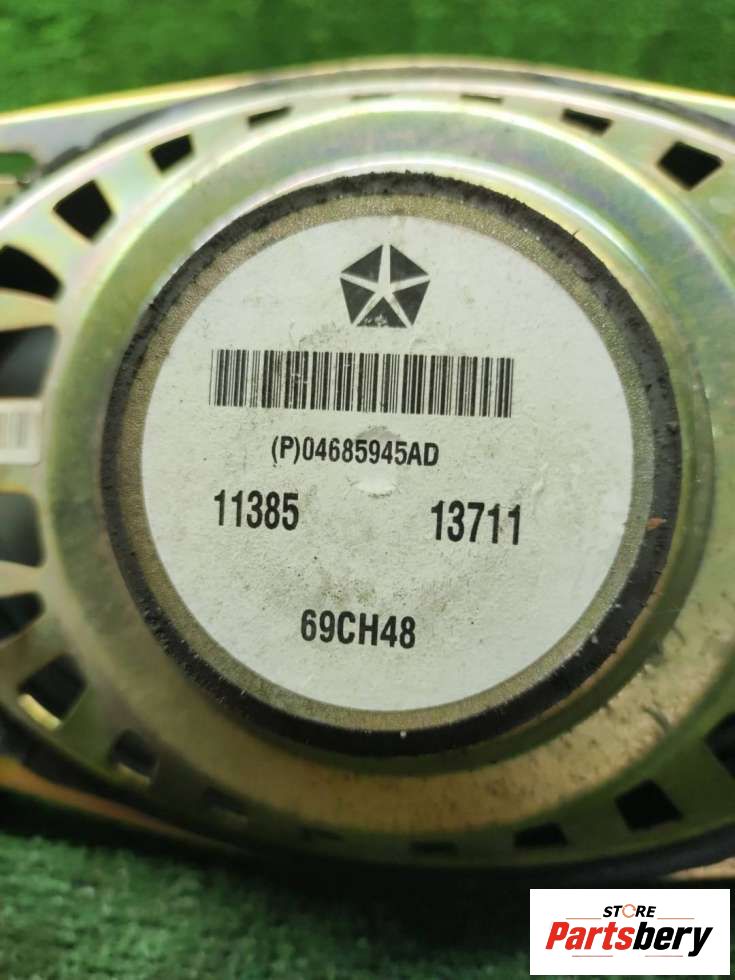 (P)04685945AD
11385 13711
69CH48
STORE
Partsbery